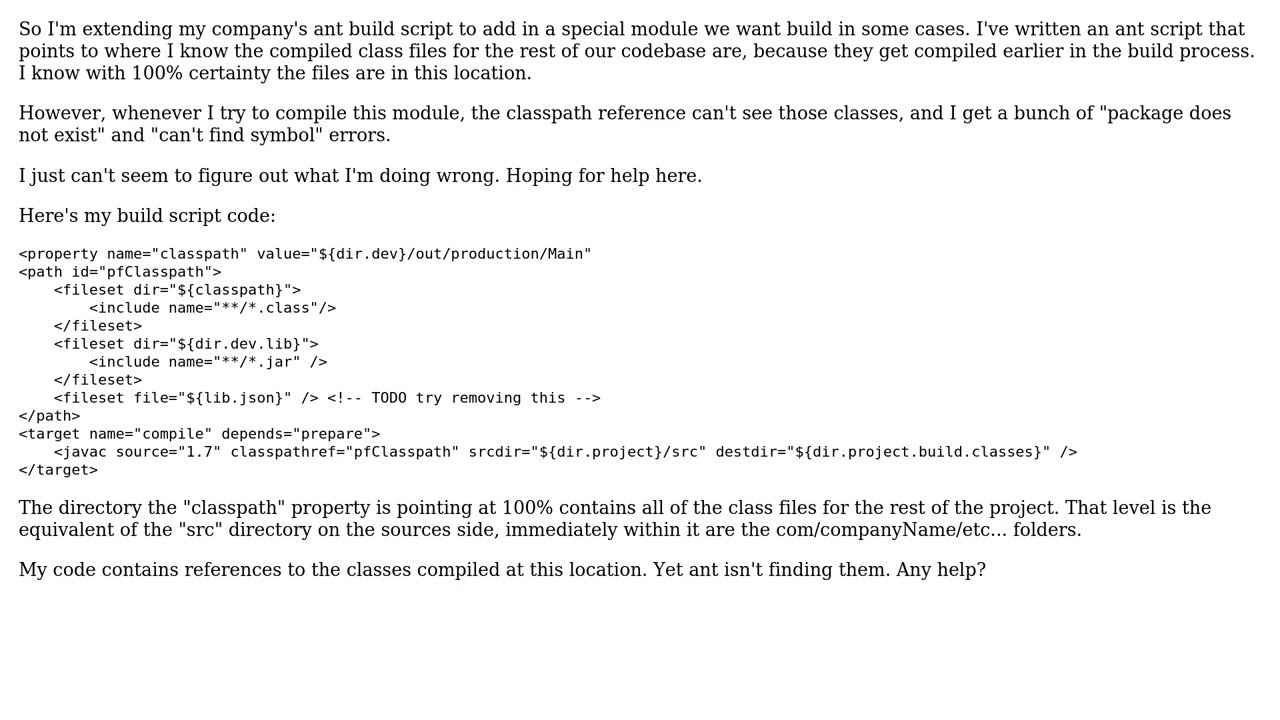 So I'm extending my company's ant build script to add in a special module we want build in some cases. I've written an ant script that
points to where I know the compiled class files for the rest of our codebase are, because they get compiled earlier in the build process.
I know with 100% certainty the files are in this location.
However, whenever I try to compile this module, the classpath reference can't see those classes, and I get a bunch of "package does
not exist" and "can't find symbol" errors.
I just can't seem to figure out what I'm doing wrong. Hoping for help here.
Here's my build script code:
<property name="classpath" value="${dir.dev}/out/production/Main"
<path id="pfClasspath">
    <fileset dir="${classpath}">
        <include name="**/*.class"/>
    </fileset>
    <fileset dir="${dir.dev.lib}">
        <include name="**/*.jar" />
    </fileset>
    <fileset file="${lib.json}" /> <!-- TODO try removing this -->
</path>
<target name="compile" depends="prepare">
    <javac source="1.7" classpathref="pfClasspath" srcdir="${dir.project}/src" destdir="${dir.project.build.classes}" />
</target>
The directory the "classpath" property is pointing at 100% contains all of the class files for the rest of the project. That level is the
equivalent of the "src" directory on the sources side, immediately within it are the com/companyName/etc... folders.
My code contains references to the classes compiled at this location. Yet ant isn't finding them. Any help?